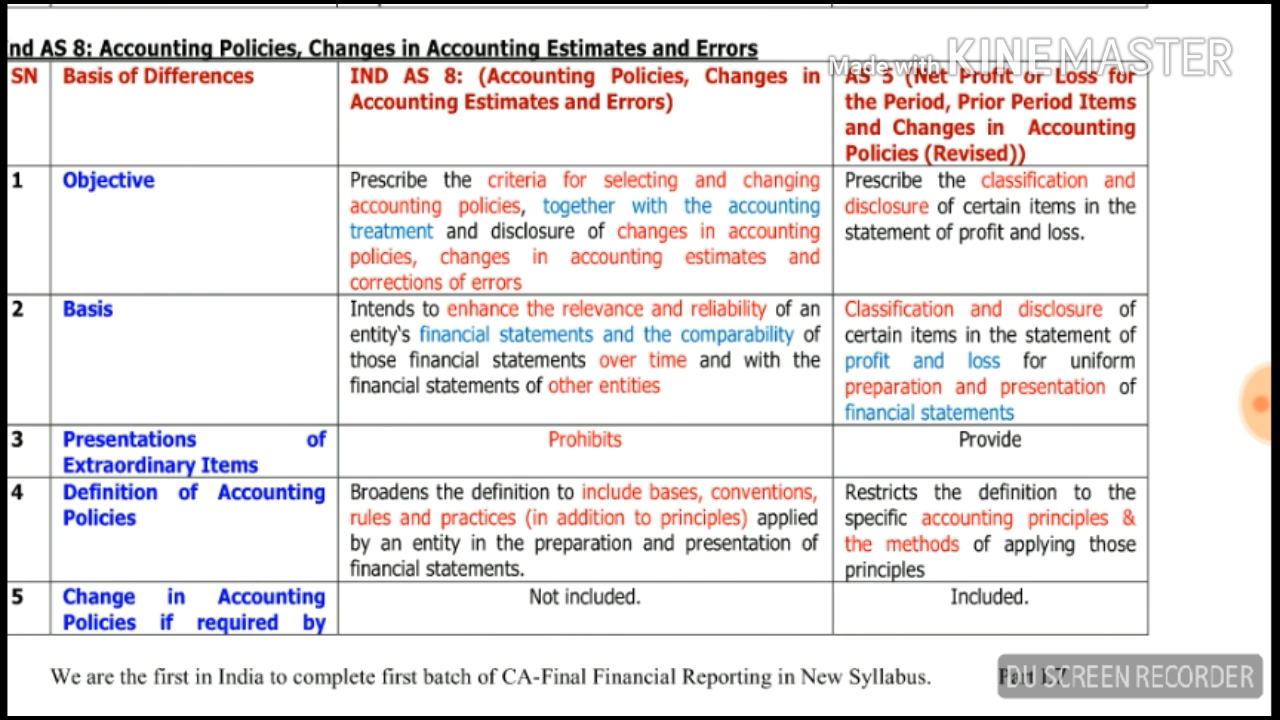 nd AS 8: Accounting Policies, Changes in Accounting Estimates and Errors
Made with KINEMASTER
SN
Basis of Differences
IND AS 8: (Accounting Policies, Changes in
Accounting Estimates and Errors)
AS 5 (Net Profit or Loss for
the Period, Prior Period Items
and Changes in Accounting
Policies (Revised))
1
Objective
Prescribe the criteria for selecting and changing
accounting policies, together with the accounting
treatment and disclosure of changes in accounting
policies, changes in accounting estimates and
corrections of errors
Prescribe the classification and
disclosure of certain items in the
statement of profit and loss.
2
Basis
Intends to enhance the relevance and reliability of an
entity‘s financial statements and the comparability of
those financial statements over time and with the
financial statements of other entities
Classification and disclosure of
certain items in the statement of
profit and loss for uniform
preparation and presentation of
financial statements
3
Presentations of
Extraordinary Items
Prohibits
Provide
4
Definition of Accounting
Policies
Broadens the definition to include bases, conventions,
rules and practices (in addition to principles) applied
by an entity in the preparation and presentation of
financial statements.
Restricts the definition to the
specific accounting principles &
the methods of applying those
principles
5
Change in Accounting
Policies if required by
Not included.
Included.
We are the first in India to complete first batch of CA-Final Financial Reporting in New Syllabus.
DU SCREEN RECORDER